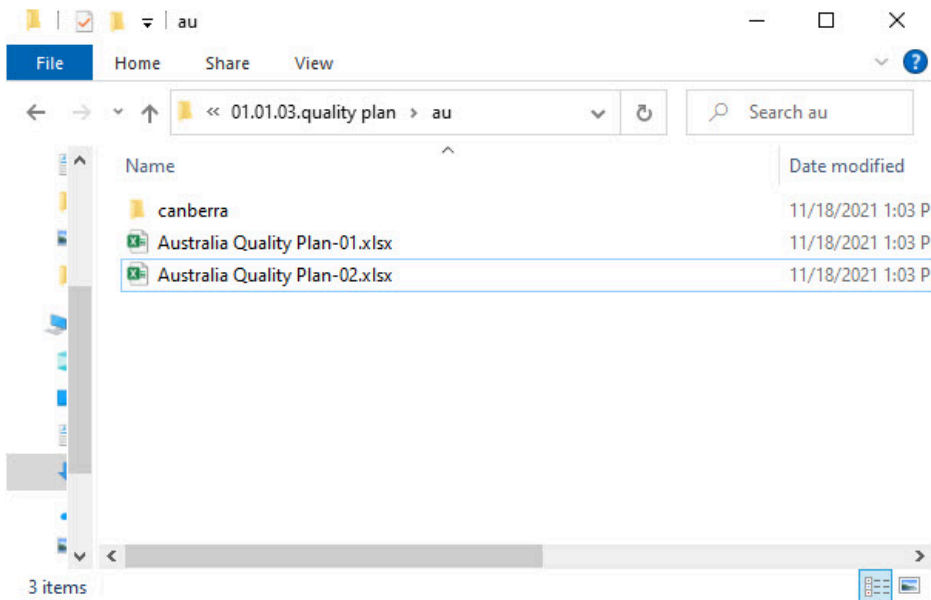 au
File Home Share View
?
« 01.01.03.quality plan > au Search au
Name Date modified
canberra 11/18/2021 1:03 P
Australia Quality Plan-01.xlsx 11/18/2021 1:03 P
Australia Quality Plan-02.xlsx 11/18/2021 1:03 P
3 items